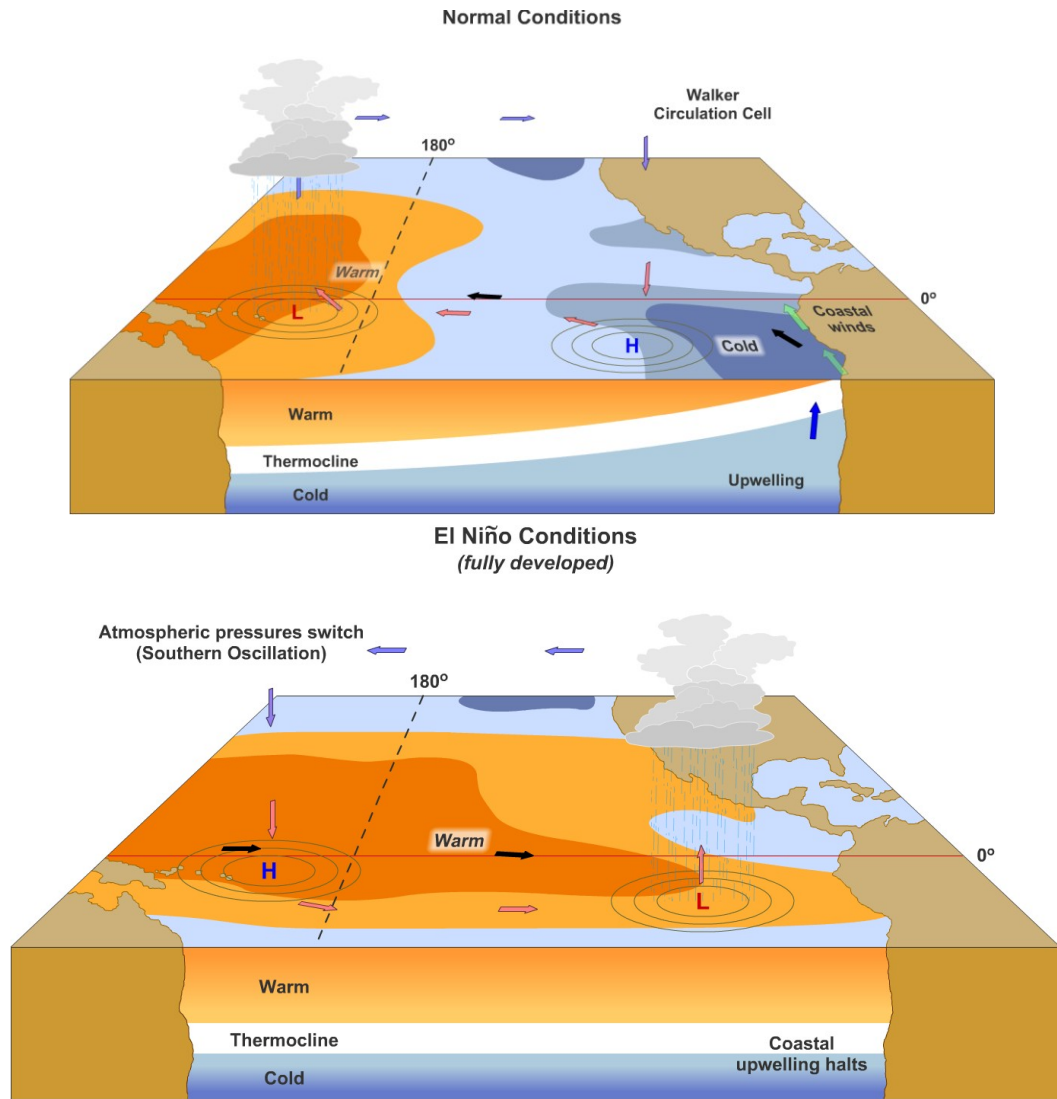 Normal Conditions
Walker
Circulation Cell
180º
Warm
0º
L
Coastal
winds
H
Cold
Warm
Thermocline
Upwelling
Cold
El Niño Conditions
(fully developed)
Atmospheric pressures switch
(Southern Oscillation)
180º
Warm
0º
H
L
Warm
Thermocline
Coastal
upwelling halts
Cold